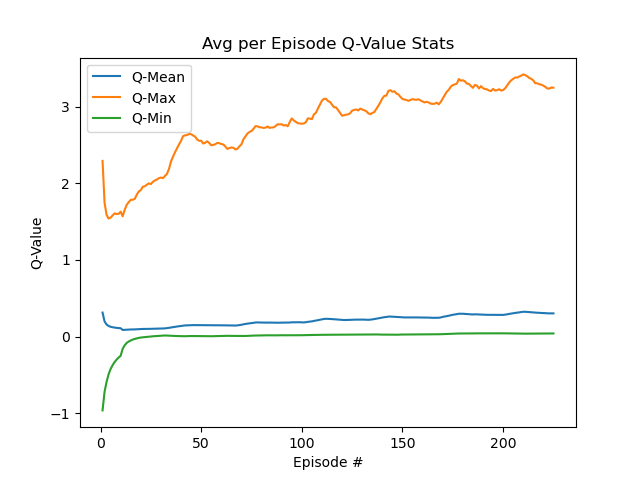 Avg per Episode Q-Value Stats
Q-Mean
Q-Max
Q-Min
Q-Value
3
2
1
0
−1
0 50 100 150 200
Episode #